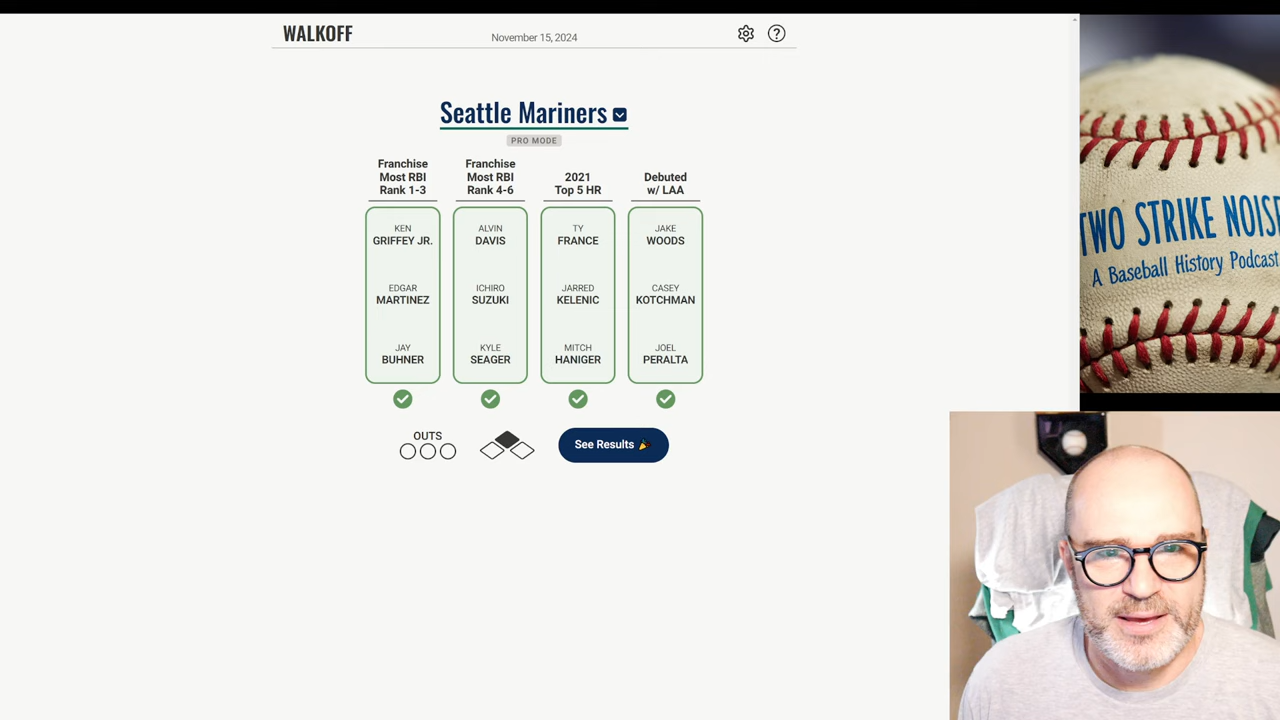 WALKOFF
November 15, 2024
Seattle Mariners
PRO MODE
Franchise
Most RBI
Rank 1-3
Franchise
Most RBI
Rank 4-6
2021
Top 5 HR
Debuted
w/ LAA
KEN
GRIFFEY JR.
EDGAR
MARTINEZ
JAY
BUHNER
ALVIN
DAVIS
ICHIRO
SUZUKI
KYLE
SEAGER
TY
FRANCE
JARRED
KELENIC
MITCH
HANIGER
JAKE
WOODS
CASEY
KOTCHMAN
JOEL
PERALTA
OUTS
See Results
TWO STRIKE NOISE
A Baseball History Podcast